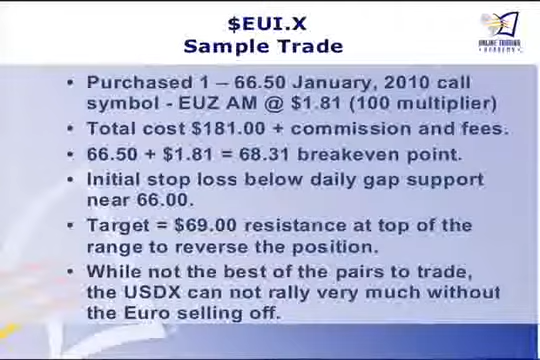 $EUI.X
Sample Trade
ONLINE TRADING
ACADEMY
• Purchased 1 – 66.50 January, 2010 call
symbol - EUZ AM @ $1.81 (100 multiplier)
• Total cost $181.00 + commission and fees.
• 66.50 + $1.81 = 68.31 breakeven point.
• Initial stop loss below daily gap support
near 66.00.
• Target = $69.00 resistance at top of the
range to reverse the position.
• While not the best of the pairs to trade,
the USDX can not rally very much without
the Euro selling off.